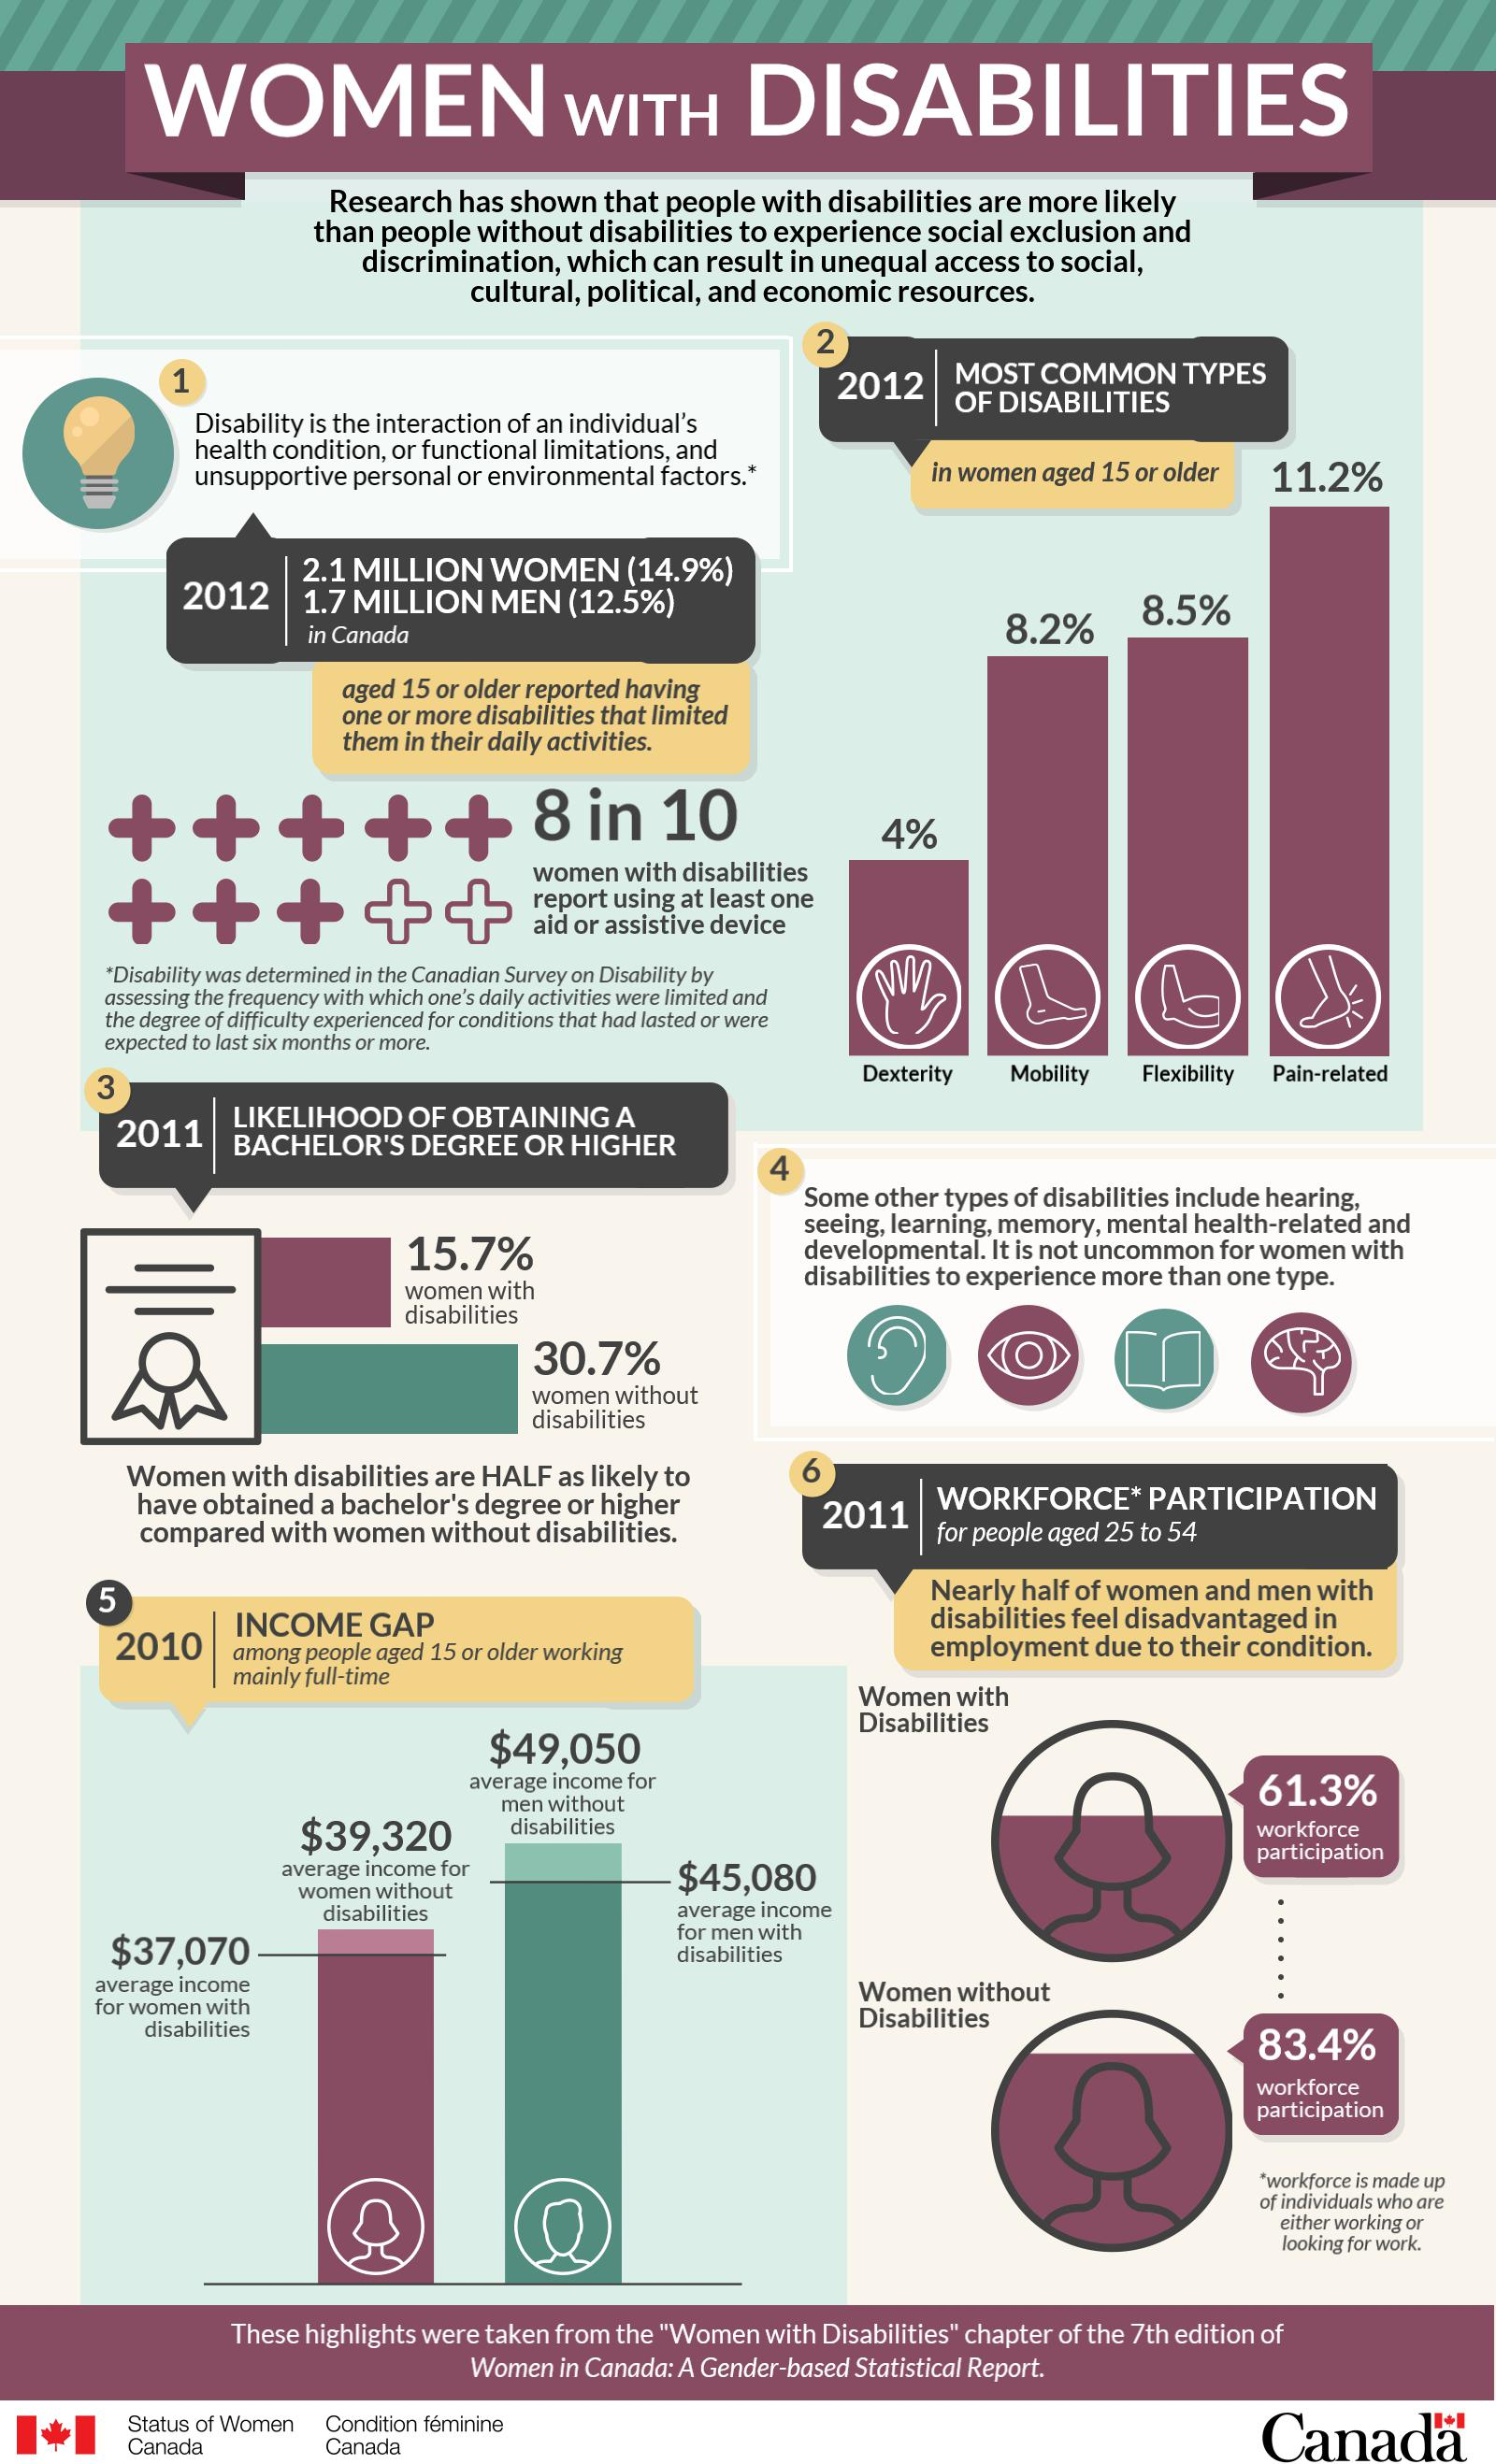 WOMEN WITH DISABILITIES
Research has shown that people with disabilities are more likely
than people without disabilities to experience social exclusion and
discrimination, which can result in unequal access to social,
cultural, political, and economic resources.
1
Disability is the interaction of an individual's
health condition, or functional limitations, and
unsupportive personal or environmental factors.*
2012
2.1 MILLION WOMEN (14.9%)
1.7 MILLION MEN (12.5%)
in Canada
aged 15 or older reported having
one or more disabilities that limited
them in their daily activities.
8 in 10
women with disabilities
report using at least one
aid or assistive device
*Disability was determined in the Canadian Survey on Disability by
assessing the frequency with which one's daily activities were limited and
the degree of difficulty experienced for conditions that had lasted or were
expected to last six months or more.
2
2012
MOST COMMON TYPES
OF DISABILITIES
in women aged 15 or older
4%
8.2%
8.5%
11.2%
Dexterity
Mobility
Flexibility
Pain-related
3
2011
LIKELIHOOD OF OBTAINING A
BACHELOR'S DEGREE OR HIGHER
15.7%
women with
disabilities
30.7%
women without
disabilities
Women with disabilities are HALF as likely to
have obtained a bachelor's degree or higher
compared with women without disabilities.
4
Some other types of disabilities include hearing,
seeing, learning, memory, mental health-related and
developmental. It is not uncommon for women with
disabilities to experience more than one type.
5
2010
INCOME GAP
among people aged 15 or older working
mainly full-time
$37,070
average income
for women with
disabilities
$39,320
average income for
women without
disabilities
$49,050
average income for
men without
disabilities
$45,080
average income
for men with
disabilities
6
2011
WORKFORCE* PARTICIPATION
for people aged 25 to 54
Nearly half of women and men with
disabilities feel disadvantaged in
employment due to their condition.
Women with
Disabilities
61.3%
workforce
participation
Women without
Disabilities
83.4%
workforce
participation
*workforce is made up
of individuals who are
either working or
looking for work.
These highlights were taken from the "Women with Disabilities" chapter of the 7th edition of
Women in Canada: A Gender-based Statistical Report.
Status of Women
Canada
Condition féminine
Canada
Canada